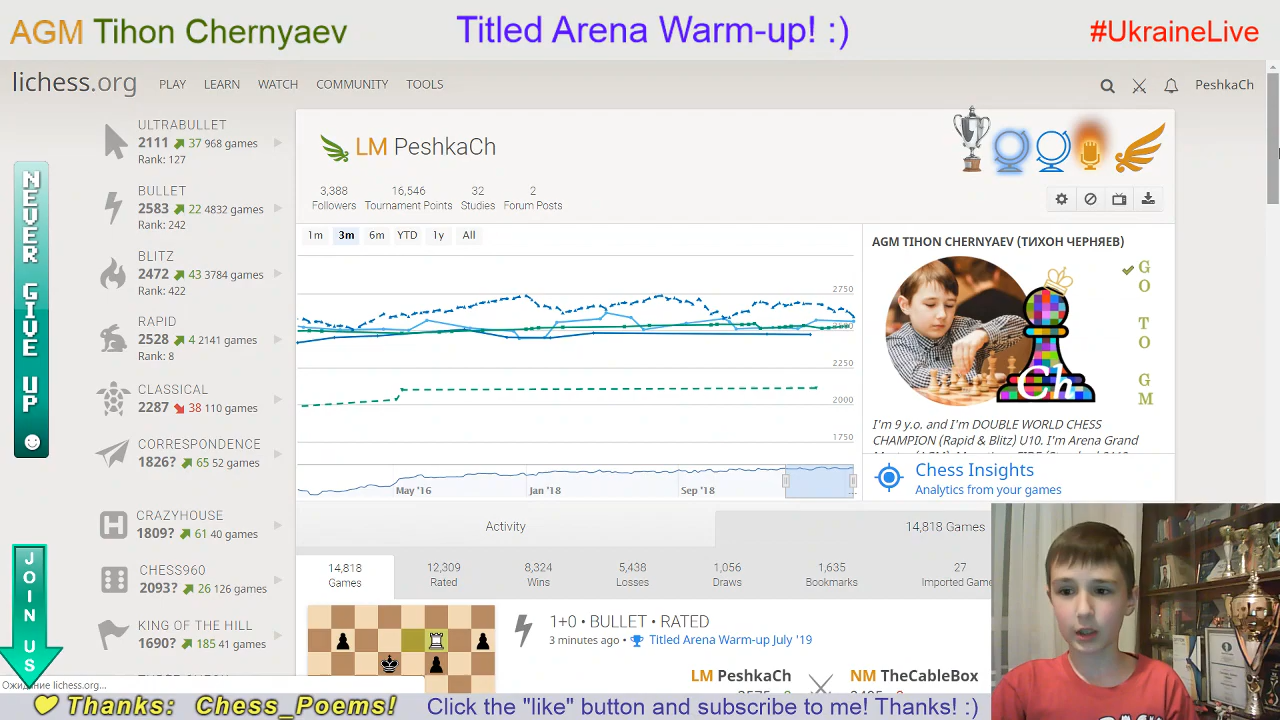 AGM Tihon Chernyaev
Titled Arena Warm-up! :)
#UkraineLive
lichess.org
PLAY
LEARN
WATCH
COMMUNITY
TOOLS
PeshkaCh
NEVER GIVE UP
JOIN US
ULTRABULLET
2111 37 968 games
Rank: 127
BULLET
2583 22 4832 games
Rank: 242
BLITZ
2472 43 3784 games
Rank: 422
RAPID
2528 4 2141 games
Rank: 8
CLASSICAL
2287 38 110 games
CORRESPONDENCE
1826? 65 52 games
CRAZYHOUSE
1809? 61 40 games
CHESS960
2093? 26 126 games
KING OF THE HILL
1690? 185 41 games
Ожидание lichess.org...
LM PeshkaCh
3,388 16,546 32 2
Followers Tournament Points Studies Forum Posts
1m 3m 6m YTD 1y All
2750
2250
2000
1750
May '16 Jan '18 Sep '18
AGM TIHON CHERNYAEV (ТИХОН ЧЕРНЯЕВ)
Ch
GO
TO
GM
I'm 9 y.o. and I'm DOUBLE WORLD CHESS
CHAMPION (Rapid & Blitz) U10. I'm Arena Grand
Chess Insights
Analytics from your games
Activity
14,818 Games
14,818 12,309 8,324 5,438 1,056 1,635 27
Games Rated Wins Losses Draws Bookmarks Imported Game
1+0 • BULLET • RATED
3 minutes ago • Titled Arena Warm-up July '19
LM PeshkaCh
NM TheCableBox
Thanks: Chess_Poems!
Click the "like" button and subscribe to me! Thanks! :)